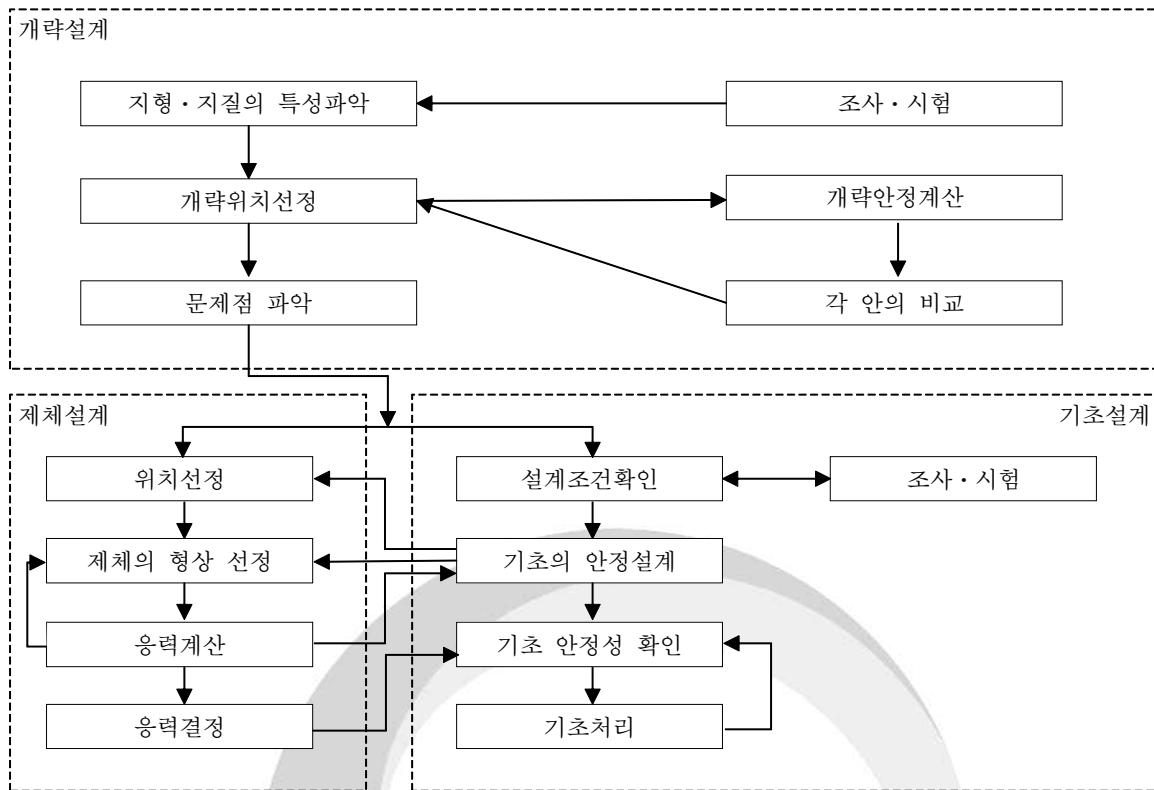 개략설계
지형·지질의 특성파악
조사·시험
개략위치선정
개략안정계산
문제점 파악
각 안의 비교
제체설계
기초설계
위치선정
설계조건확인
조사·시험
제체의 형상 선정
기초의 안정설계
응력계산
기초 안정성 확인
응력결정
기초처리